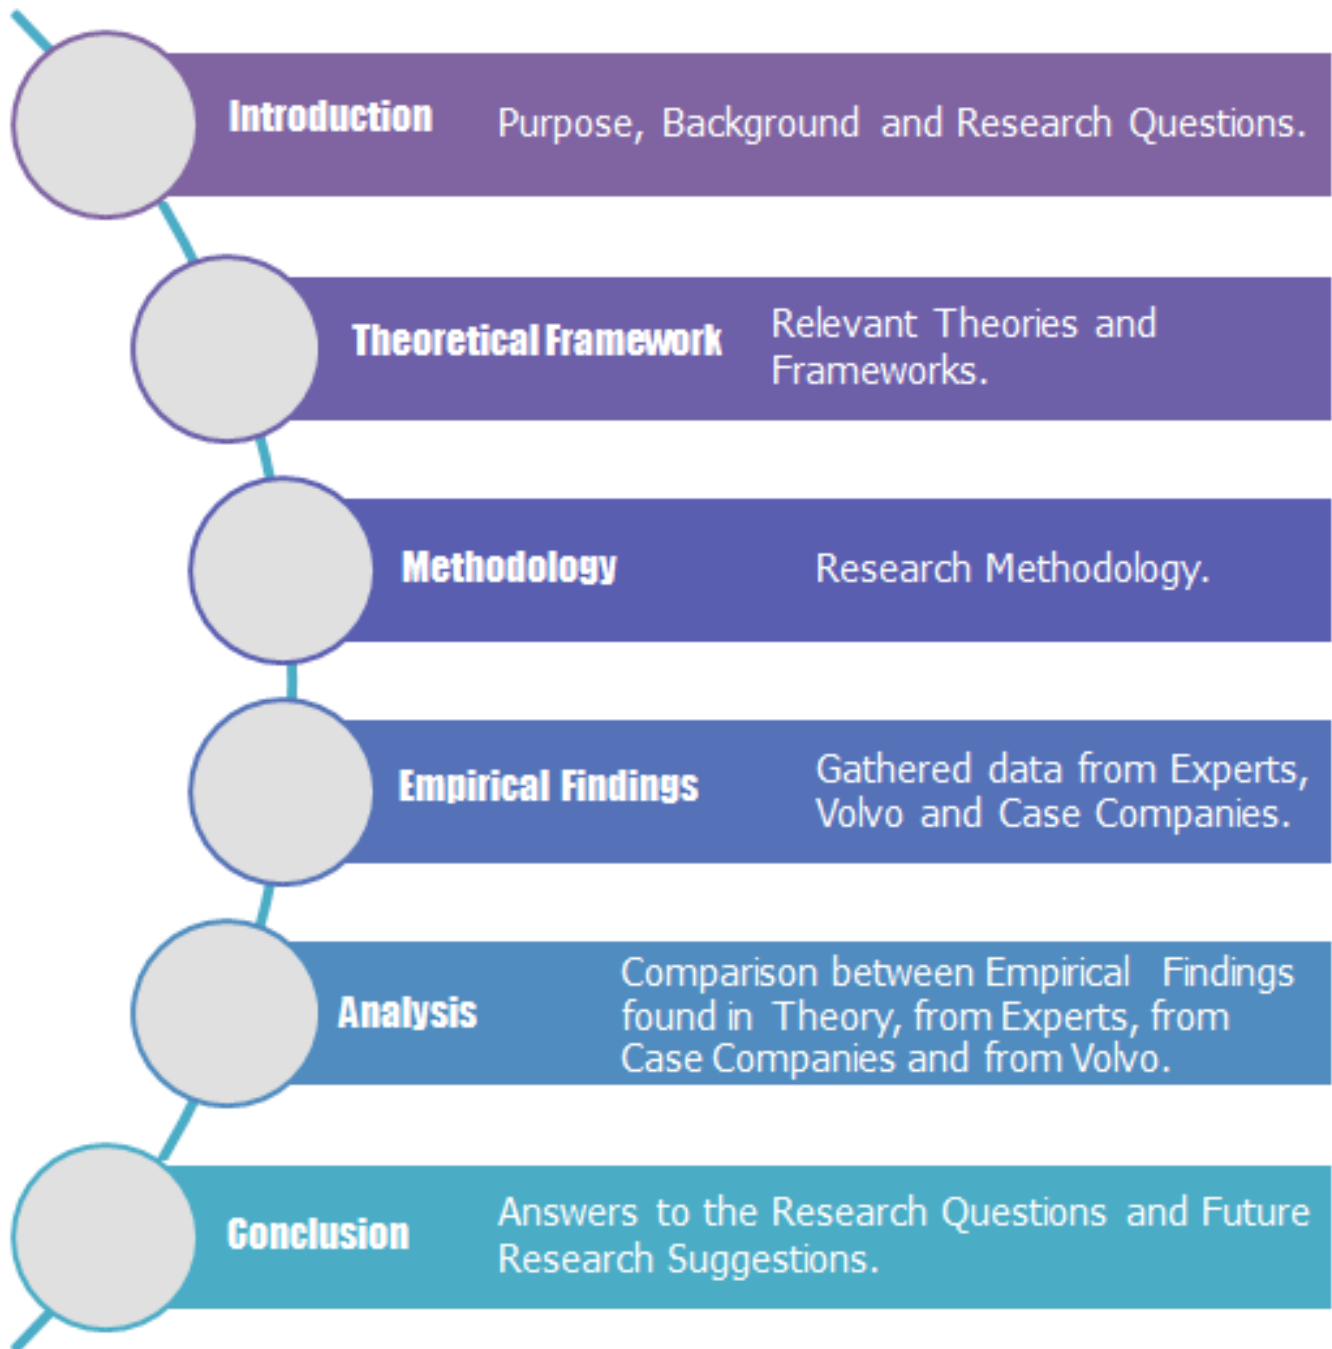 Introduction
Purpose, Background and Research Questions.
Theoretical Framework
Relevant Theories and
Frameworks.
Methodology
Research Methodology.
Empirical Findings
Gathered data from Experts,
Volvo and Case Companies.
Analysis
Comparison between Empirical Findings
found in Theory, from Experts, from
Case Companies and from Volvo.
Conclusion
Answers to the Research Questions and Future
Research Suggestions.